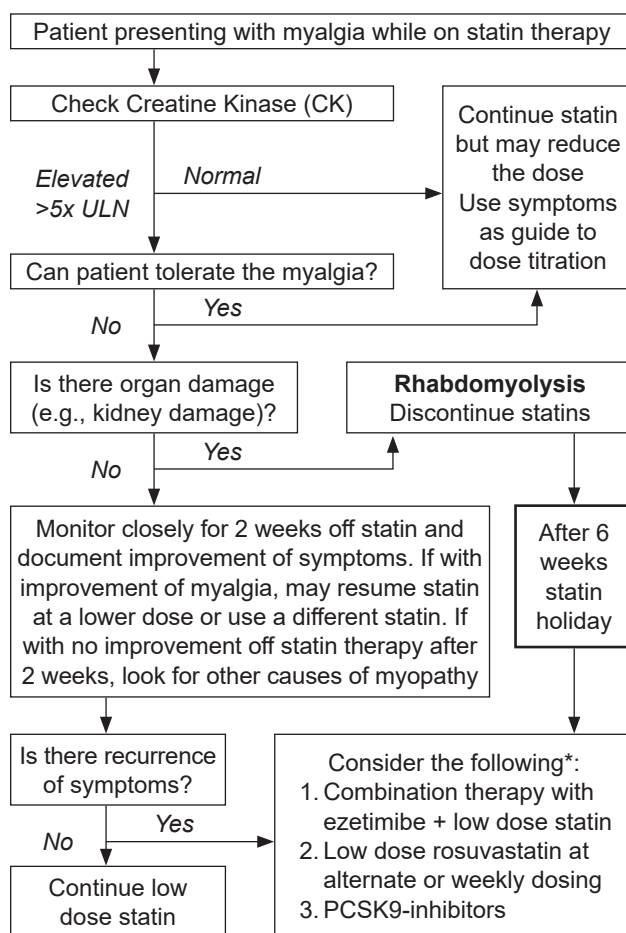 Patient presenting with myalgia while on statin therapy
Check Creatine Kinase (CK)
Continue statin
but may reduce
the dose
Use symptoms
as guide to
dose titration
Elevated
>5x ULN
Normal
Can patient tolerate the myalgia?
No
Yes
Is there organ damage
(e.g., kidney damage)?
Rhabdomyolysis
Discontinue statins
No
Yes
Monitor closely for 2 weeks off statin and
document improvement of symptoms. If with
improvement of myalgia, may resume statin
at a lower dose or use a different statin. If
with no improvement off statin therapy after
2 weeks, look for other causes of myopathy
After 6
weeks
statin
holiday
Is there recurrence
of symptoms?
No
Yes
Continue low
dose statin
Consider the following*:
1. Combination therapy with
ezetimibe + low dose statin
2. Low dose rosuvastatin at
alternate or weekly dosing
3. PCSK9-inhibitors